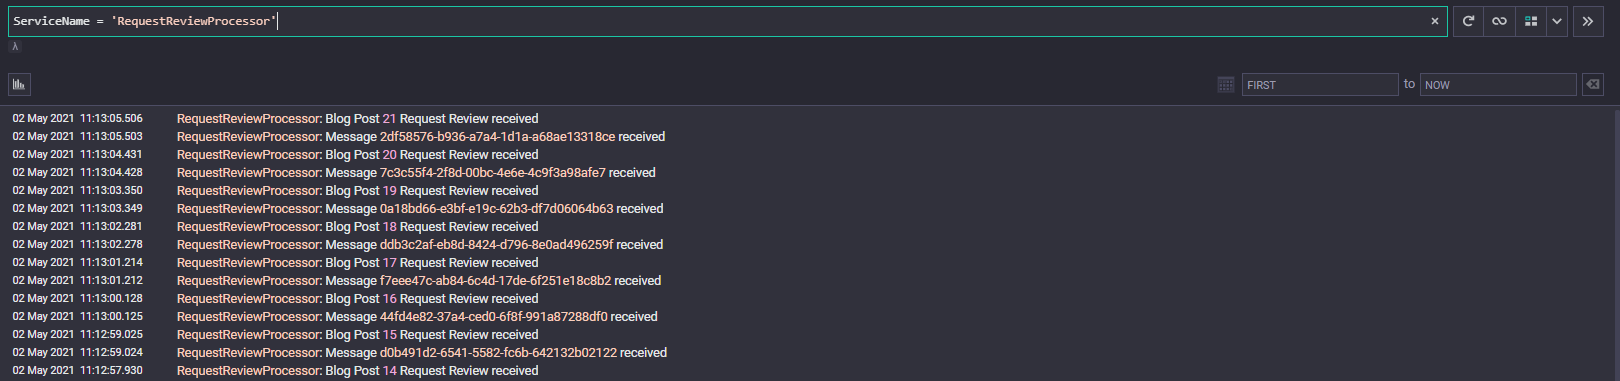 ServiceName = 'RequestReviewProcessor'
λ
FIRST to NOW
02 May 2021 11:13:05.506 RequestReviewProcessor: Blog Post 21 Request Review received
02 May 2021 11:13:05.503 RequestReviewProcessor: Message 2df58576-b936-a7a4-1d1a-a68ae13318ce received
02 May 2021 11:13:04.431 RequestReviewProcessor: Blog Post 20 Request Review received
02 May 2021 11:13:04.428 RequestReviewProcessor: Message 7c3c55f4-2f8d-00bc-4e6e-4c9f3a98afe7 received
02 May 2021 11:13:03.350 RequestReviewProcessor: Blog Post 19 Request Review received
02 May 2021 11:13:03.349 RequestReviewProcessor: Message 0a18bd66-e3bf-e19c-62b3-df7d06064b63 received
02 May 2021 11:13:02.281 RequestReviewProcessor: Blog Post 18 Request Review received
02 May 2021 11:13:02.278 RequestReviewProcessor: Message ddb3c2af-eb8d-8424-d796-8e0ad496259f received
02 May 2021 11:13:01.214 RequestReviewProcessor: Blog Post 17 Request Review received
02 May 2021 11:13:01.212 RequestReviewProcessor: Message f7eee47c-ab84-6c4d-17de-6f251e18c8b2 received
02 May 2021 11:13:00.128 RequestReviewProcessor: Blog Post 16 Request Review received
02 May 2021 11:13:00.125 RequestReviewProcessor: Message 44fd4e82-37a4-ced0-6f8f-991a87288df0 received
02 May 2021 11:12:59.025 RequestReviewProcessor: Blog Post 15 Request Review received
02 May 2021 11:12:59.024 RequestReviewProcessor: Message d0b491d2-6541-5582-fc6b-642132b02122 received
02 May 2021 11:12:57.930 RequestReviewProcessor: Blog Post 14 Request Review received